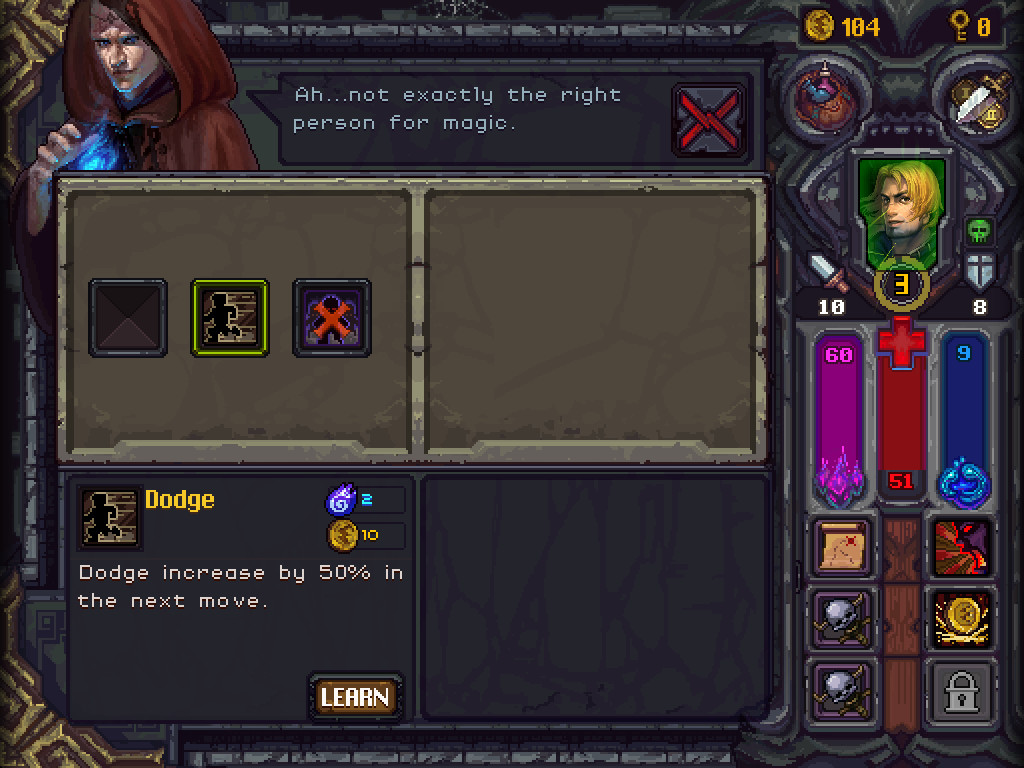 104
0
Ah...not exactly the right
person for magic.
3
10
8
60
9
51
Dodge
2
10
Dodge increase by 50% in
the next move.
LEARN